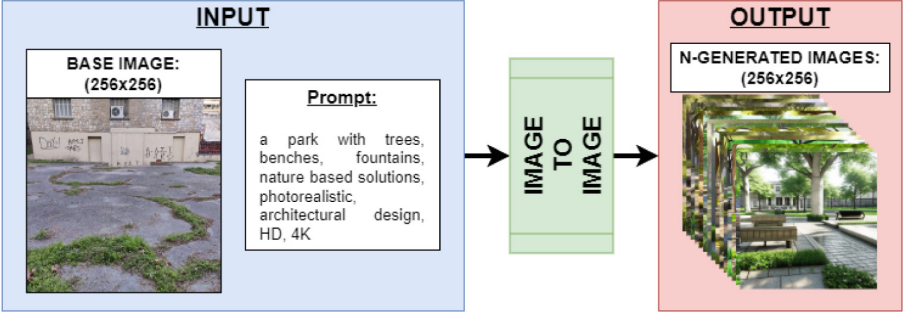 INPUT
BASE IMAGE:
(256x256)
Prompt:
a park with trees,
benches, fountains,
nature based solutions,
photorealistic,
architectural design,
HD, 4K
IMAGE
TO
IMAGE
OUTPUT
N-GENERATED IMAGES:
(256x256)